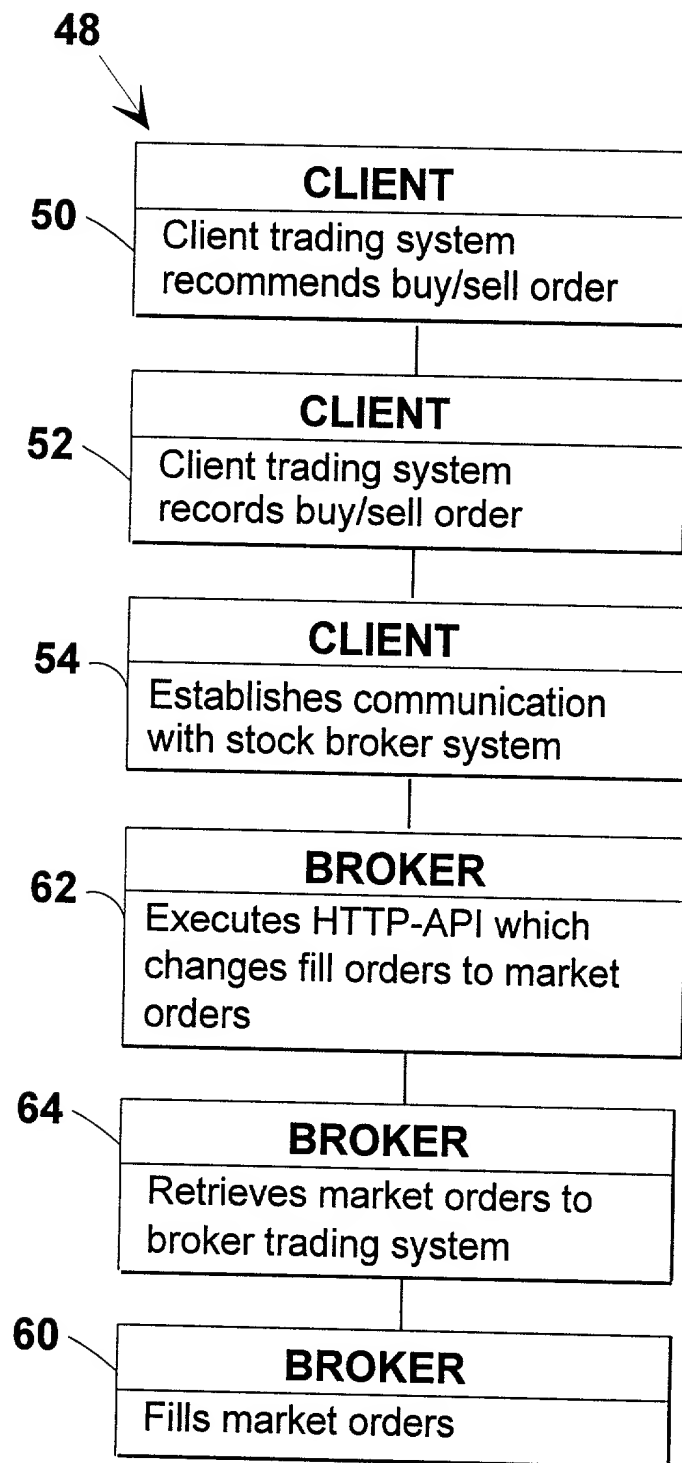 48
CLIENT
50
Client trading system
recommends buy/sell order
CLIENT
52
Client trading system
records buy/sell order
CLIENT
54
Establishes communication
with stock broker system
BROKER
62
Executes HTTP-API which
changes fill orders to market
orders
64
BROKER
Retrieves market orders to
broker trading system
60
BROKER
Fills market orders